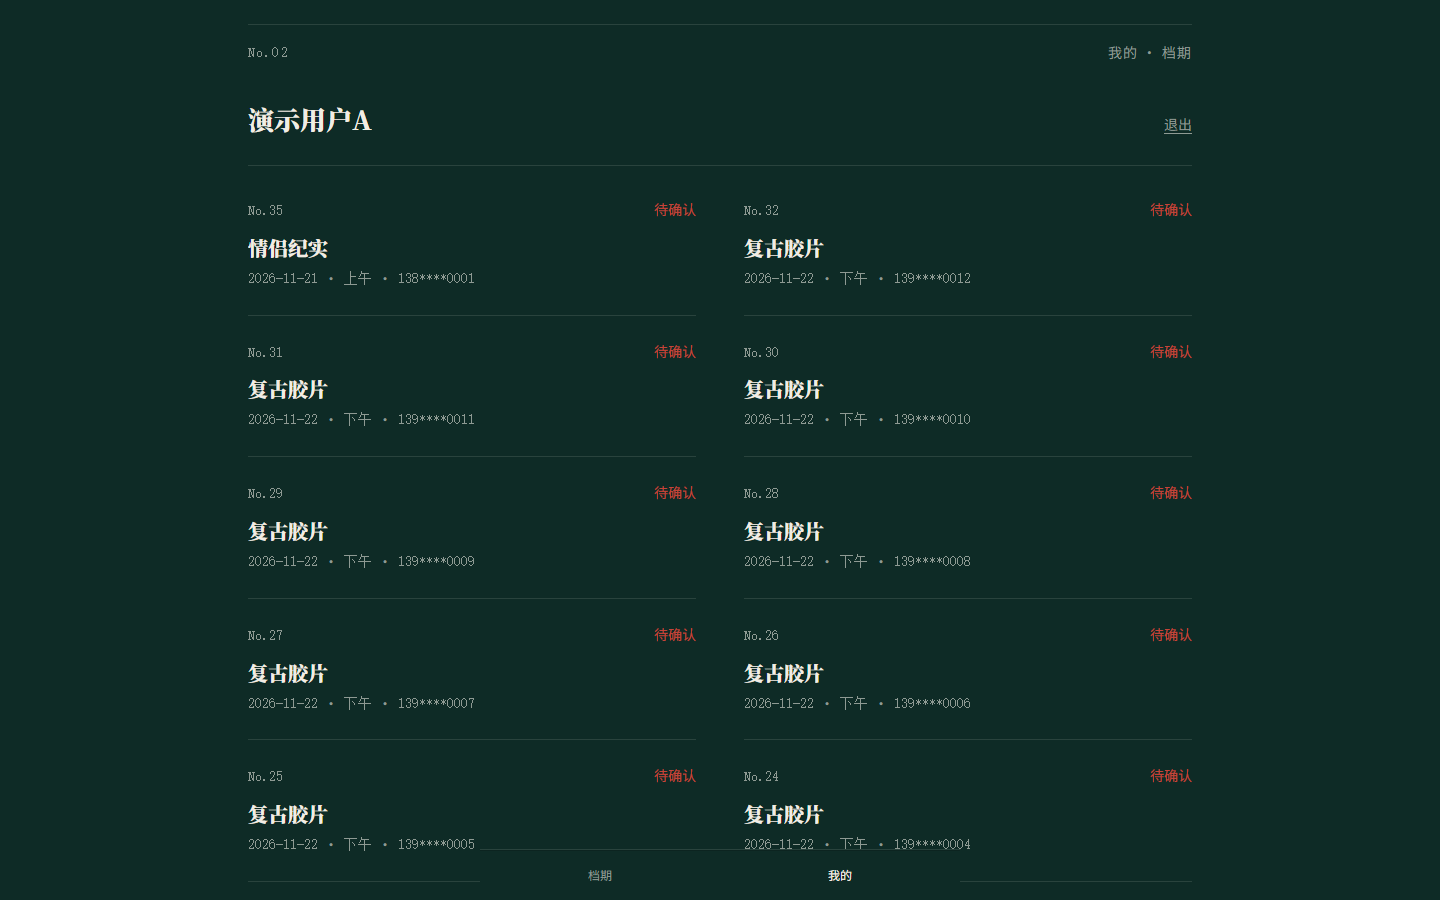 No.02
我的 · 档期
演示用户A
退出
No.35
待确认
情侣纪实
2026-11-21 · 上午 · 138****0001
No.32
待确认
复古胶片
2026-11-22 · 下午 · 139****0012
No.31
待确认
复古胶片
2026-11-22 · 下午 · 139****0011
No.30
待确认
复古胶片
2026-11-22 · 下午 · 139****0010
No.29
待确认
复古胶片
2026-11-22 · 下午 · 139****0009
No.28
待确认
复古胶片
2026-11-22 · 下午 · 139****0008
No.27
待确认
复古胶片
2026-11-22 · 下午 · 139****0007
No.26
待确认
复古胶片
2026-11-22 · 下午 · 139****0006
No.25
待确认
复古胶片
2026-11-22 · 下午 · 139****0005
No.24
待确认
复古胶片
2026-11-22 · 下午 · 139****0004
档期
我的